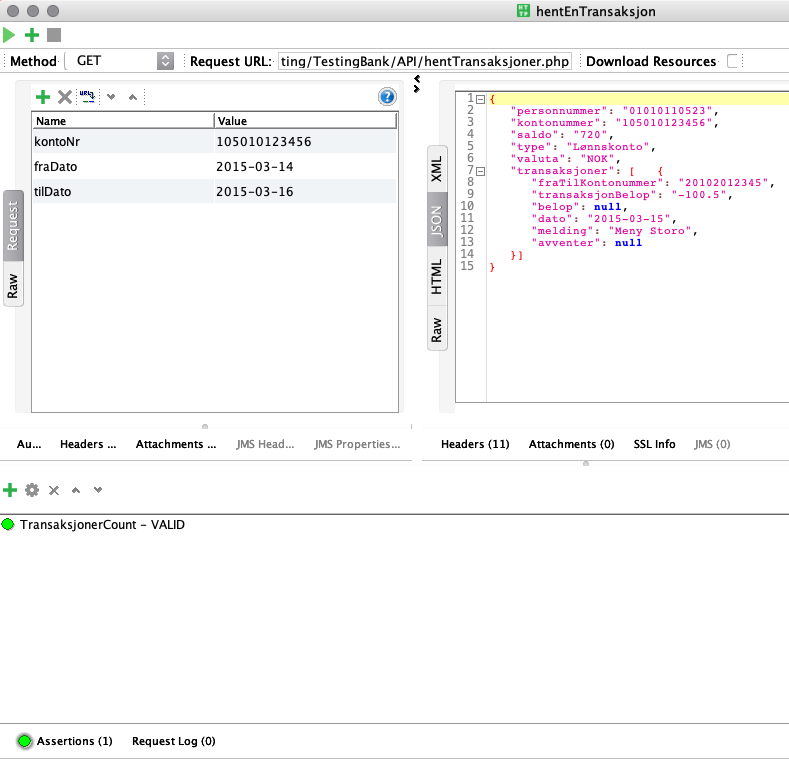 hentEnTransaksjon
Method GET Request URL: ting/TestingBank/API/hentTransaksjoner.php Download Resources
Name Value
kontoNr 105010123456
fraDato 2015-03-14
tilDato 2015-03-16
Request
Raw
XML
JSON
HTML
Raw
1 {
2 "personnummer": "01010110523",
3 "kontonummer": "105010123456",
4 "saldo": "720",
5 "type": "Lønnskonto",
6 "valuta": "NOK",
7 "transaksjoner": [ {
8 "fraTilKontonummer": "20102012345",
9 "transaksjonBelop": "-100.5",
10 "belop": null,
11 "dato": "2015-03-15",
12 "melding": "Meny Storo",
13 "avventer": null
14 }]
15 }
Au... Headers ... Attachments ... JMS Head... JMS Properties...
Headers (11) Attachments (0) SSL Info JMS (0)
TransaksjonerCount - VALID
Assertions (1) Request Log (0)